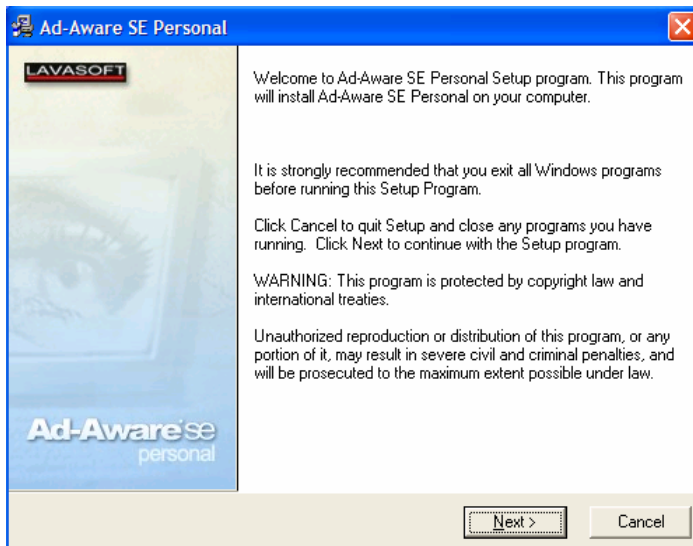 Ad-Aware SE Personal
LAVASOFT
Welcome to Ad-Aware SE Personal Setup program. This program
will install Ad-Aware SE Personal on your computer.
It is strongly recommended that you exit all Windows programs
before running this Setup Program.
Click Cancel to quit Setup and close any programs you have
running.  Click Next to continue with the Setup program.
WARNING: This program is protected by copyright law and
international treaties.
Unauthorized reproduction or distribution of this program, or any
portion of it, may result in severe civil and criminal penalties, and
will be prosecuted to the maximum extent possible under law.
Ad-Aware se
personal
Next >
Cancel